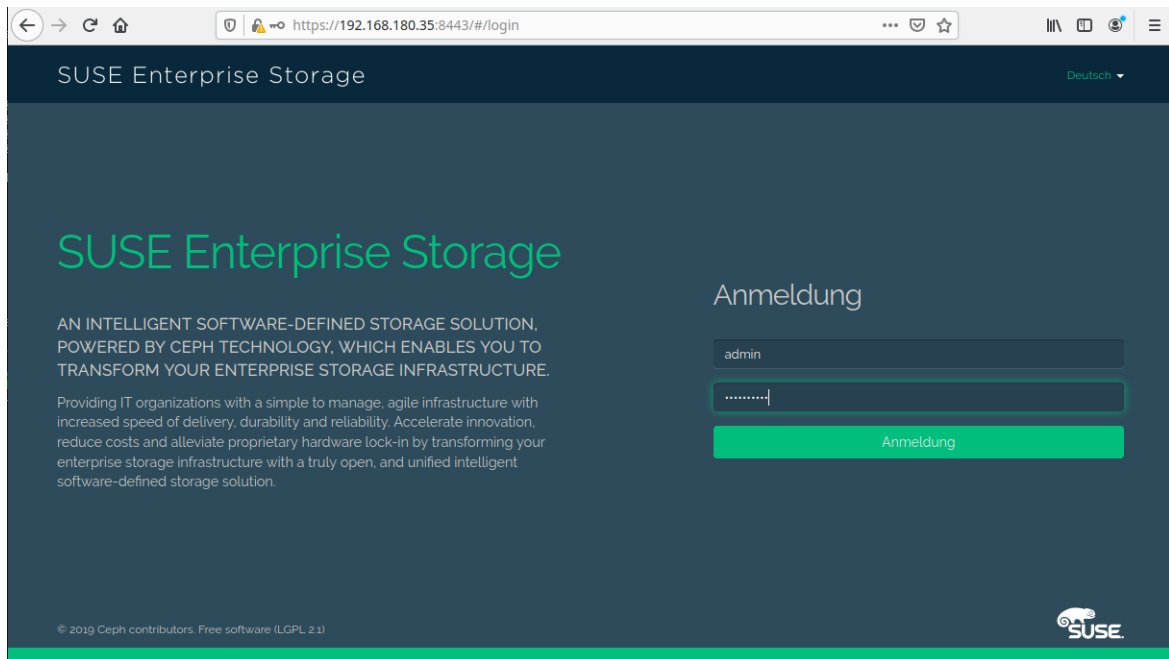 https://192.168.180.35:8443/#/login
SUSE Enterprise Storage
Deutsch
SUSE Enterprise Storage
AN INTELLIGENT SOFTWARE-DEFINED STORAGE SOLUTION,
POWERED BY CEPH TECHNOLOGY, WHICH ENABLES YOU TO
TRANSFORM YOUR ENTERPRISE STORAGE INFRASTRUCTURE.
Providing IT organizations with a simple to manage, agile infrastructure with
increased speed of delivery, durability and reliability. Accelerate innovation,
reduce costs and alleviate proprietary hardware lock-in by transforming your
enterprise storage infrastructure with a truly open, and unified intelligent
software-defined storage solution.
Anmeldung
admin
••••••••••
Anmeldung
© 2019 Ceph contributors. Free software (LGPL 2.1)
SUSE.